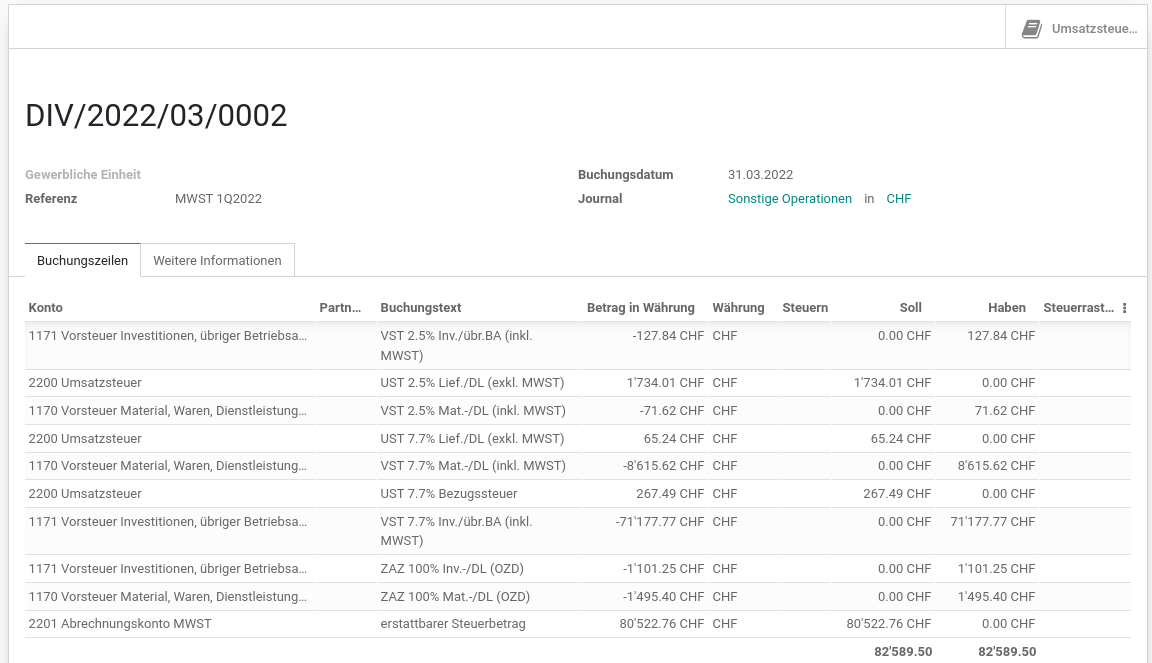 Umsatzsteue…
DIV/2022/03/0002
Gewerbliche Einheit
Buchungsdatum 31.03.2022
Referenz MWST 1Q2022
Journal Sonstige Operationen in CHF
Buchungszeilen Weitere Informationen
Konto Partn… Buchungstext Betrag in Währung Währung Steuern Soll Haben Steuerrast…
1171 Vorsteuer Investitionen, übriger Betriebsa… VST 2.5% Inv./übr.BA (inkl. -127.84 CHF CHF 0.00 CHF 127.84 CHF
MWST)
2200 Umsatzsteuer UST 2.5% Lief./DL (exkl. MWST) 1'734.01 CHF CHF 1'734.01 CHF 0.00 CHF
1170 Vorsteuer Material, Waren, Dienstleistung… VST 2.5% Mat.-/DL (inkl. MWST) -71.62 CHF CHF 0.00 CHF 71.62 CHF
2200 Umsatzsteuer UST 7.7% Lief./DL (exkl. MWST) 65.24 CHF CHF 65.24 CHF 0.00 CHF
1170 Vorsteuer Material, Waren, Dienstleistung… VST 7.7% Mat.-/DL (inkl. MWST) -8'615.62 CHF CHF 0.00 CHF 8'615.62 CHF
2200 Umsatzsteuer UST 7.7% Bezugssteuer 267.49 CHF CHF 267.49 CHF 0.00 CHF
1171 Vorsteuer Investitionen, übriger Betriebsa… VST 7.7% Inv./übr.BA (inkl. -71'177.77 CHF CHF 0.00 CHF 71'177.77 CHF
MWST)
1171 Vorsteuer Investitionen, übriger Betriebsa… ZAZ 100% Inv.-/DL (OZD) -1'101.25 CHF CHF 0.00 CHF 1'101.25 CHF
1170 Vorsteuer Material, Waren, Dienstleistung… ZAZ 100% Mat.-/DL (OZD) -1'495.40 CHF CHF 0.00 CHF 1'495.40 CHF
2201 Abrechnungskonto MWST erstattbarer Steuerbetrag 80'522.76 CHF CHF 80'522.76 CHF 0.00 CHF
82'589.50 82'589.50